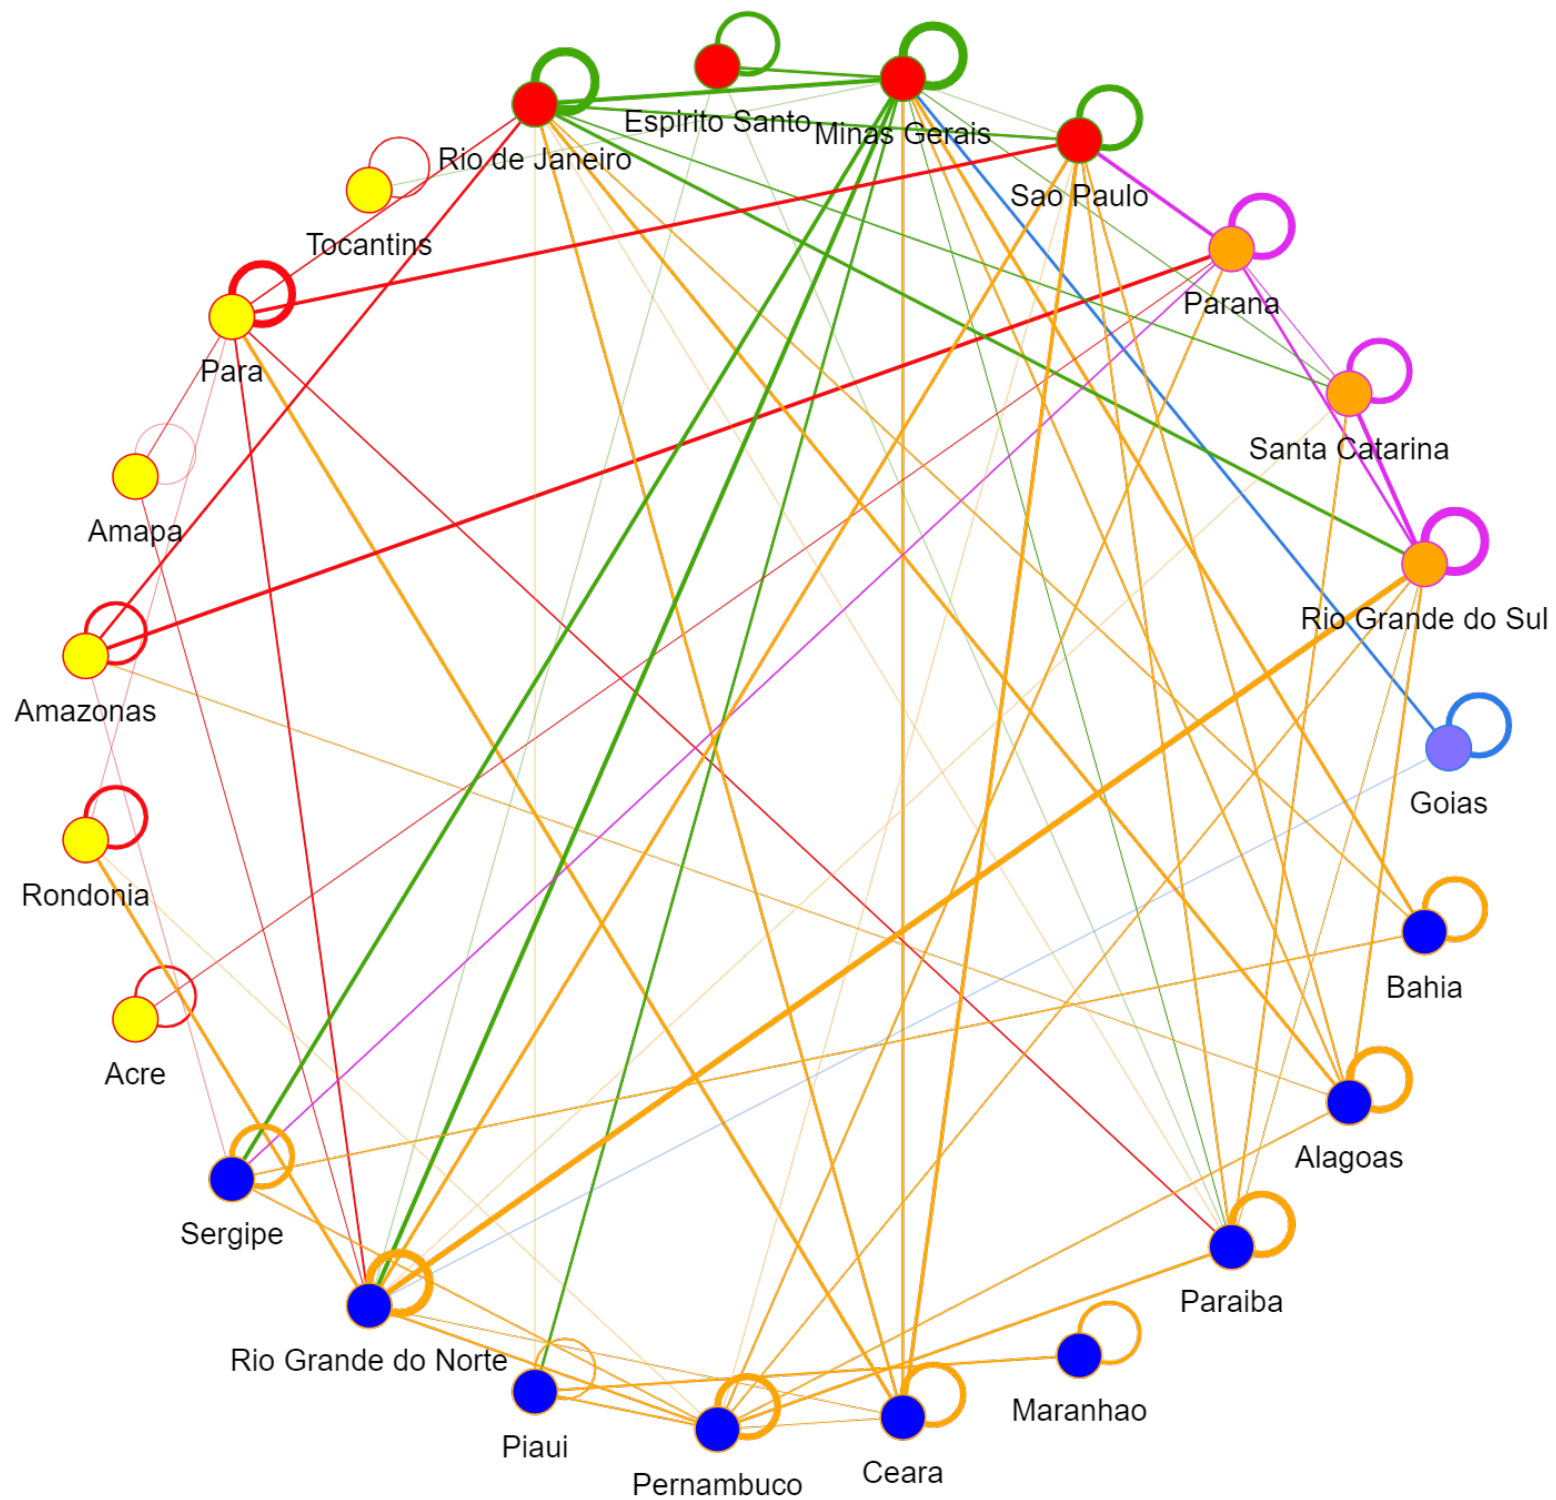 Espirito Santo
Minas Gerais
Rio de Janeiro
Sao Paulo
Tocantins
Parana
Para
Santa Catarina
Amapa
Rio Grande do Sul
Amazonas
Goias
Rondonia
Bahia
Acre
Alagoas
Sergipe
Paraiba
Rio Grande do Norte
Maranhao
Piaui
Ceara
Pernambuco